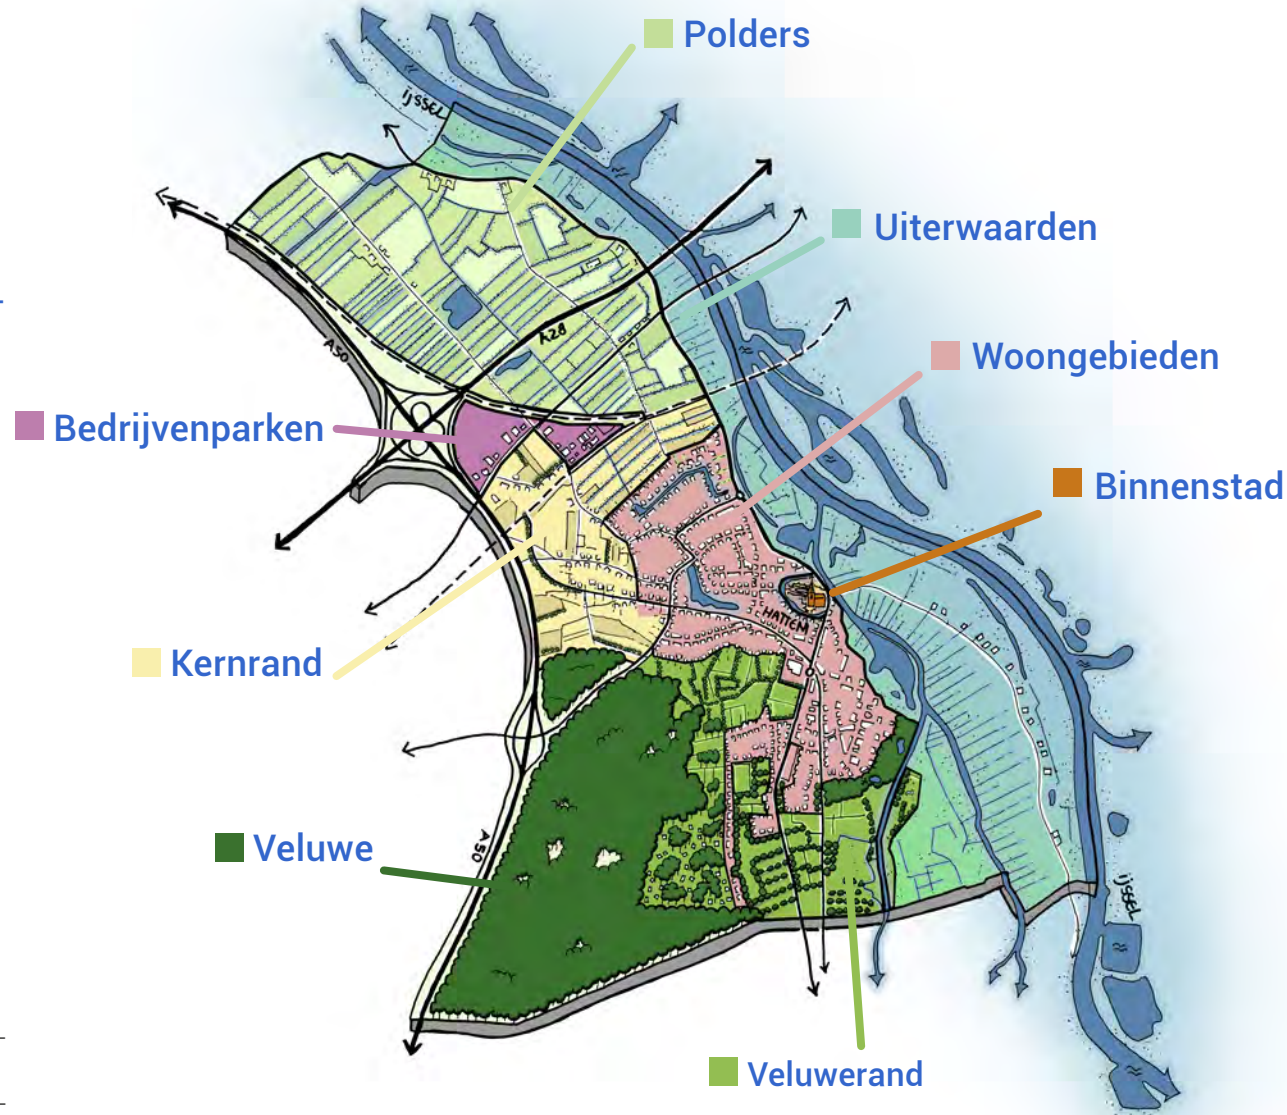 Polders
IJSSEL
Uiterwaarden
A28
A50
Woongebieden
Bedrijvenparken
Binnenstad
HATTEM
Kernrand
Veluwe
A50
IJSSEL
Veluwerand